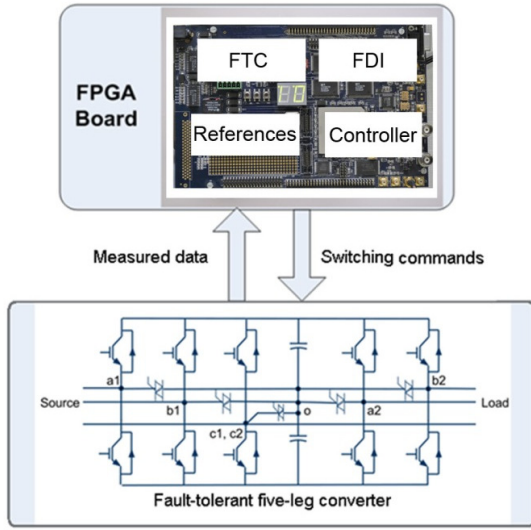 FTC
FDI
FPGA
Board
References
Controller
Measured data
Switching commands
a1
b2
Source
b1
o
a2
Load
c1, c2
Fault-tolerant five-leg converter